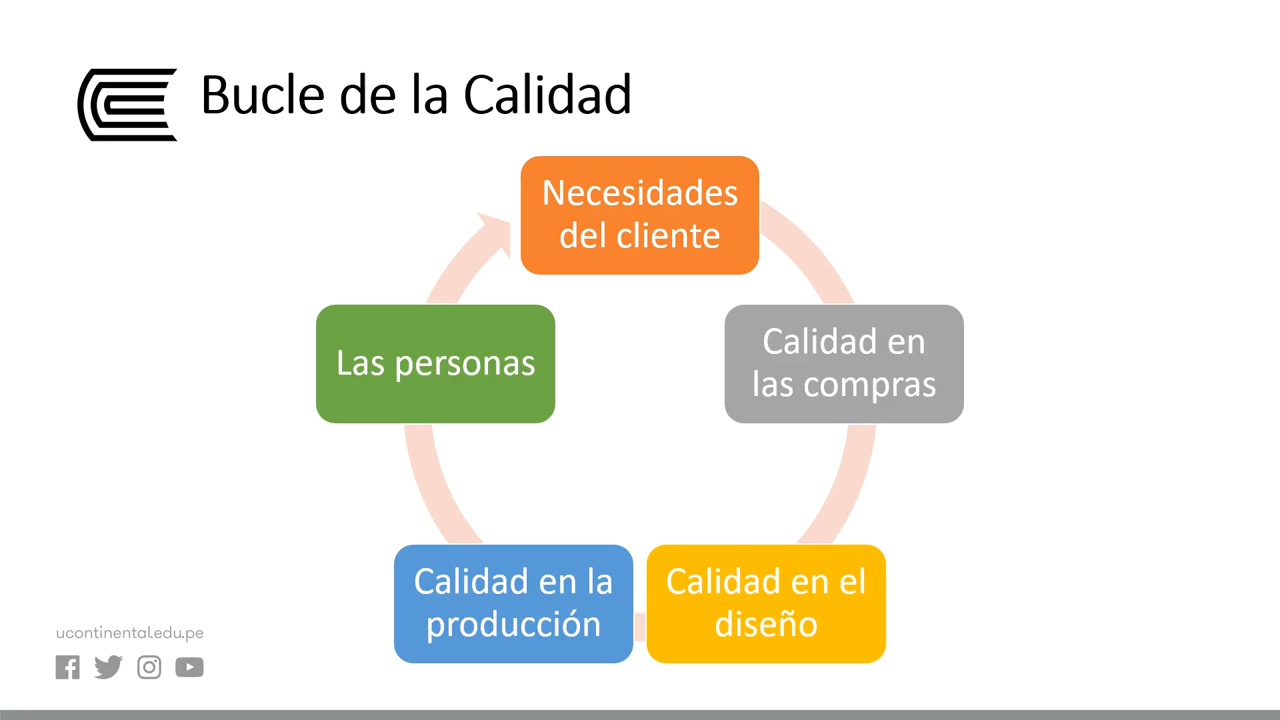 Bucle de la Calidad
Necesidades
del cliente
Calidad en
las compras
Calidad en el
diseño
Calidad en la
producción
Las personas
ucontinental.edu.pe